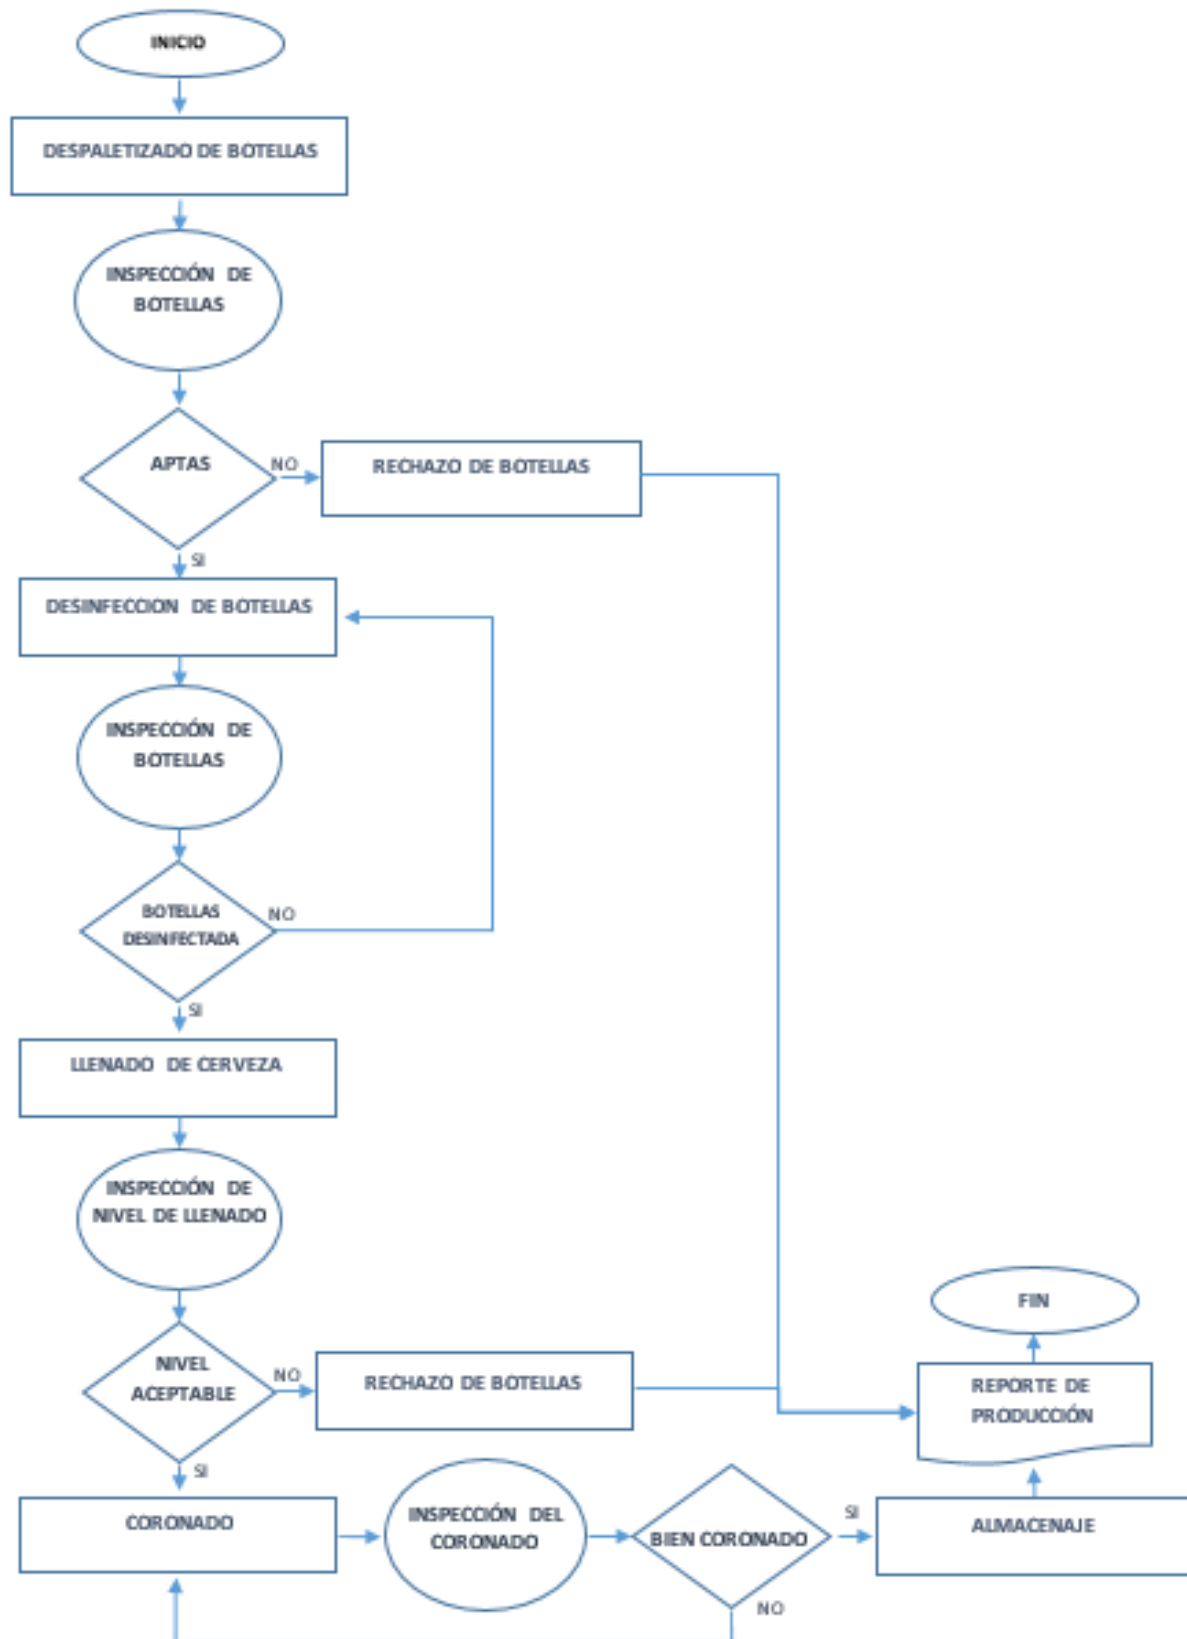 INICIO
DESPALETIZADO DE BOTELLAS
INSPECCIÓN DE
BOTELLAS
APTAS
NO
RECHAZO DE BOTELLAS
SI
DESINFECCION DE BOTELLAS
INSPECCIÓN DE
BOTELLAS
BOTELLAS
DESINFECTADA
NO
SI
LLENADO DE CERVEZA
INSPECCIÓN DE
NIVEL DE LLENADO
NIVEL
ACEPTABLE
NO
RECHAZO DE BOTELLAS
SI
CORONADO
INSPECCIÓN DEL
CORONADO
BIEN CORONADO
SI
NO
ALMACENAJE
REPORTE DE
PRODUCCIÓN
FIN